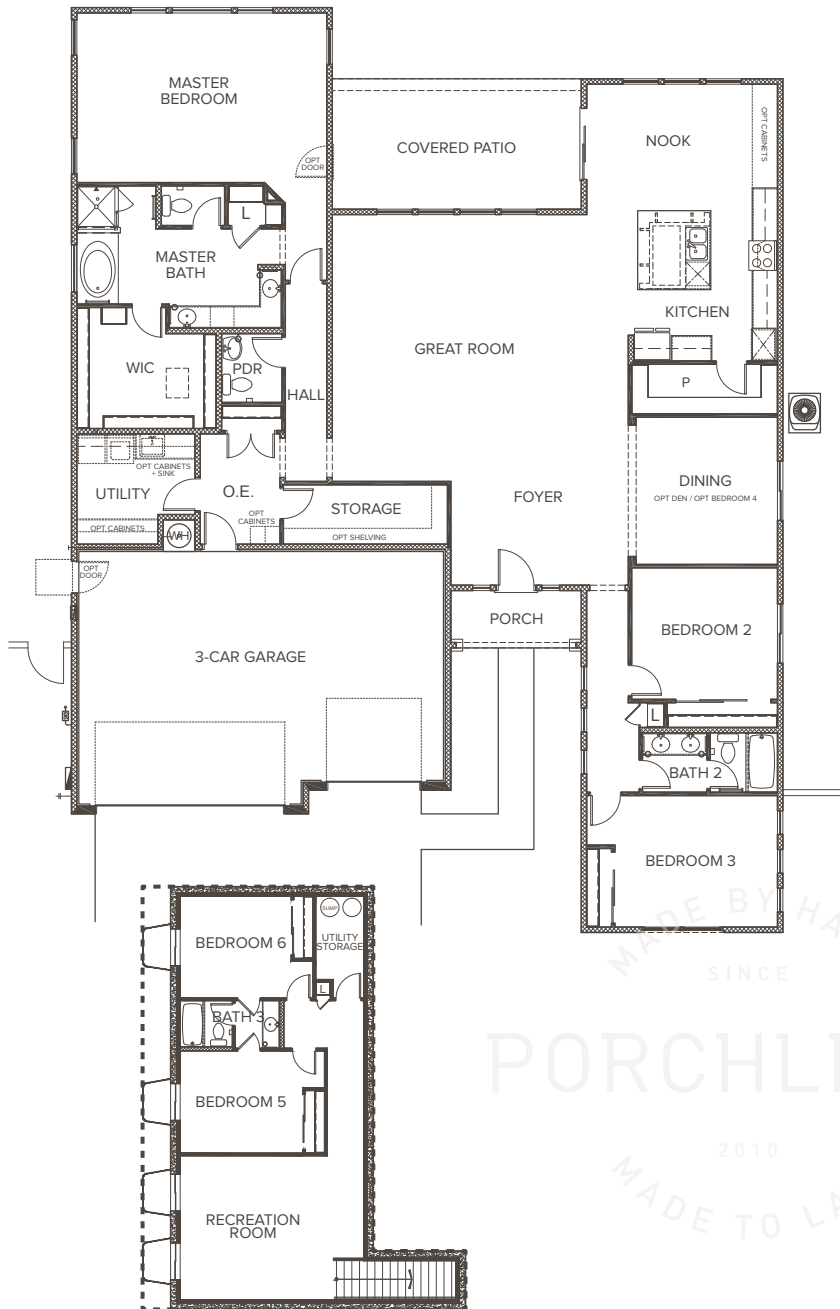 MASTER
BEDROOM
OPT
DOOR
COVERED PATIO
NOOK
OPT CABINETS
L
MASTER
BATH
KITCHEN
GREAT ROOM
WIC
PDR
HALL
P
DINING
OPT DEN / OPT BEDROOM 4
OPT CABINETS
+ SINK
UTILITY
O.E.
OPT
CABINETS
STORAGE
OPT SHELVING
FOYER
OPT CABINETS
WH
OPT
DOOR
PORCH
BEDROOM 2
3-CAR GARAGE
L
BATH 2
BEDROOM 3
BEDROOM 6
SUMP
UTILITY
STORAGE
L
BATH 3
BEDROOM 5
RECREATION
ROOM
MADE BY HA
SINCE
PORCHLI
2010
MADE TO LA